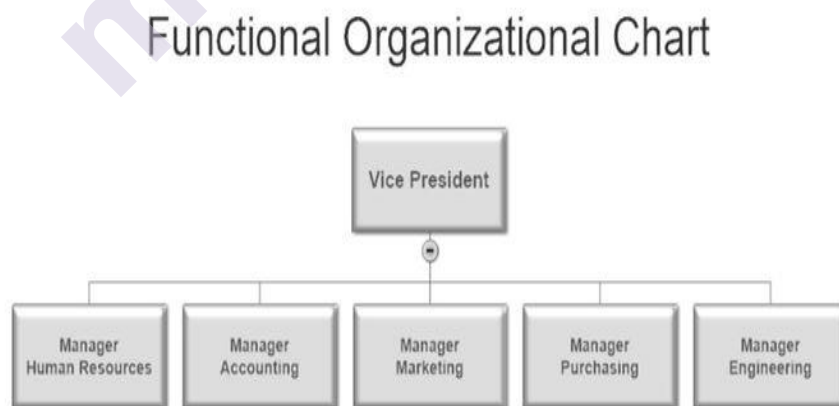 Functional Organizational Chart
Vice President
Manager
Human Resources
Manager
Accounting
Manager
Marketing
Manager
Purchasing
Manager
Engineering